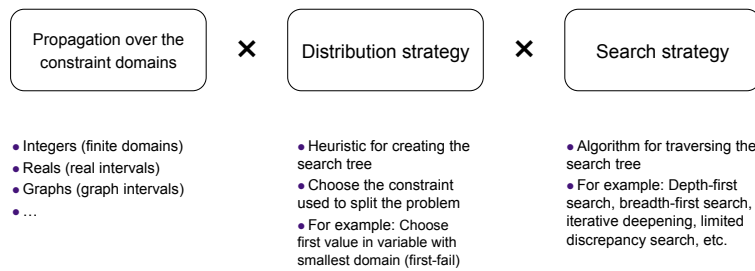 Propagation over the
constraint domains
×
Distribution strategy
×
Search strategy
• Integers (finite domains)
• Reals (real intervals)
• Graphs (graph intervals)
• …
• Heuristic for creating the
search tree
• Choose the constraint
used to split the problem
• For example: Choose
first value in variable with
smallest domain (first-fail)
• Algorithm for traversing the
search tree
• For example: Depth-first
search, breadth-first search,
iterative deepening, limited
discrepancy search, etc.